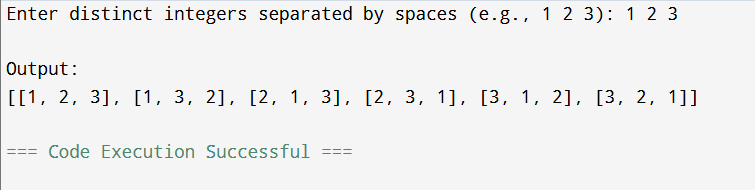 Enter distinct integers separated by spaces (e.g., 1 2 3): 1 2 3
Output:
[[1, 2, 3], [1, 3, 2], [2, 1, 3], [2, 3, 1], [3, 1, 2], [3, 2, 1]]
=== Code Execution Successful ===